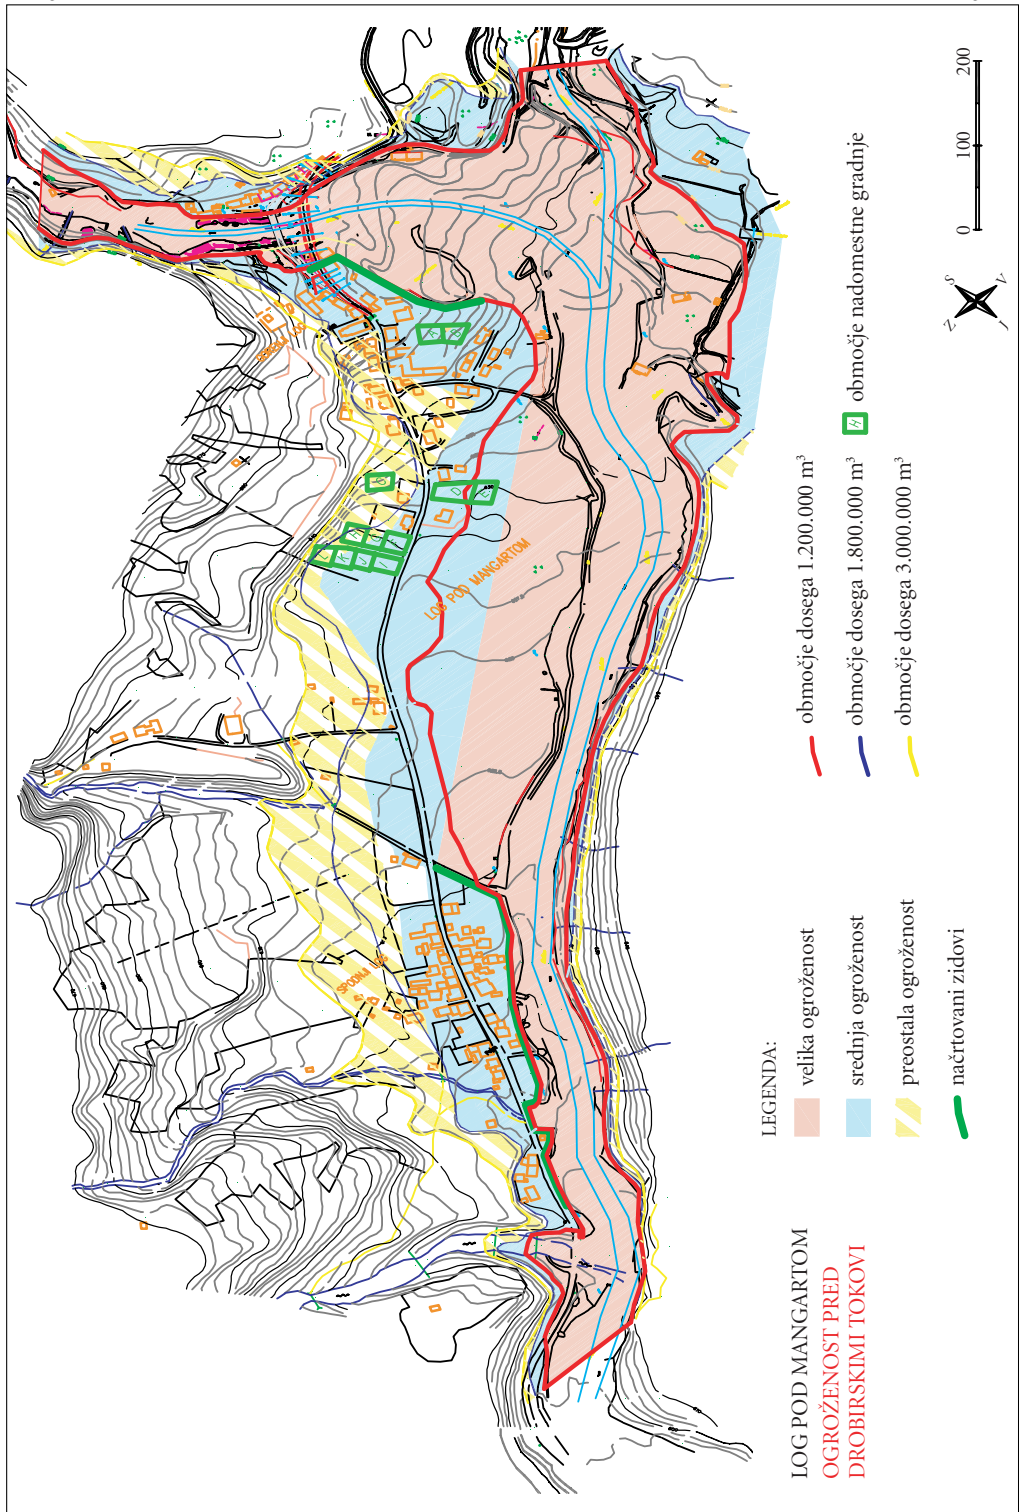 LOG POD MANGARTOM
OGROŽENOST PRED
DROBIRSKIMI TOKOVI
LEGENDA:
velika ogroženost
srednja ogroženost
preostala ogroženost
načrtovani zidovi
območje dosega 1.200.000 m³
območje dosega 1.800.000 m³
območje dosega 3.000.000 m³
H območje nadomestne gradnje
S
V
J
Z
0 100 200
SPODNJI LOG
LOG POD MANGARTOM